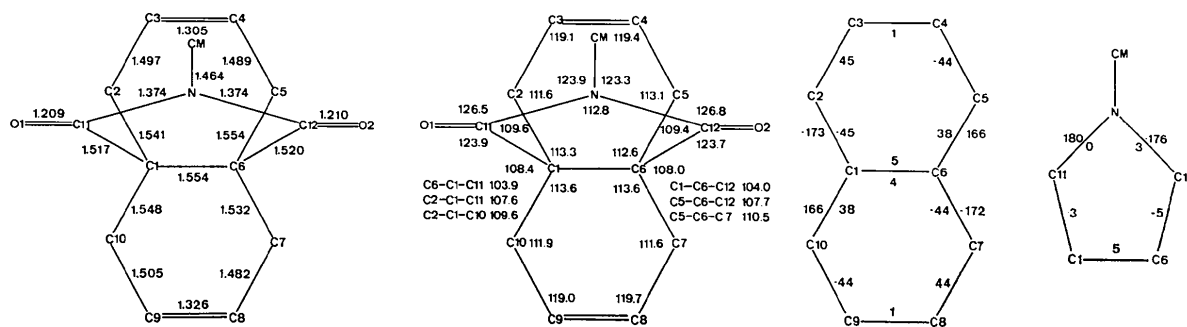 C3 C4
1.305
CM
1.497 1.489
1.464
N
C2 1.374 1.374 C5
1.209 1.210
O1 C1 C12 O2
1.541 1.554
1.517 1.520
C1 C6
1.554
1.548 1.532
C10 C7
1.505 1.482
1.326
C9 C8
C3 C4
119.1 119.4
CM
123.9 123.3
C2 111.6 N 113.1 C5
112.8
126.5 126.8
O1 C11 109.6 109.4 C12 O2
123.9 123.7
113.3 112.6
108.4 C1 C6 108.0
113.6 113.6
C6-C1-C11 103.9
C2-C1-C11 107.6
C2-C1-C10 109.6
C1-C6-C12 104.0
C5-C6-C12 107.7
C5-C6-C7 110.5
C10 111.9 111.6 C7
119.0 119.7
C9 C8
C3 C4
1
45 -44
C2 C5
-173 -45 38 166
5
C1 C6
4
166 38 -44 -172
C10 C7
-44 44
1
C9 C8
CM
N
180 0 3 -176
C11 C1
3 -5
5
C1 C6